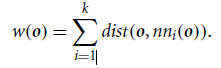 w(o) = ∑_{i=1}^{k} dist(o, nn_i(o)).